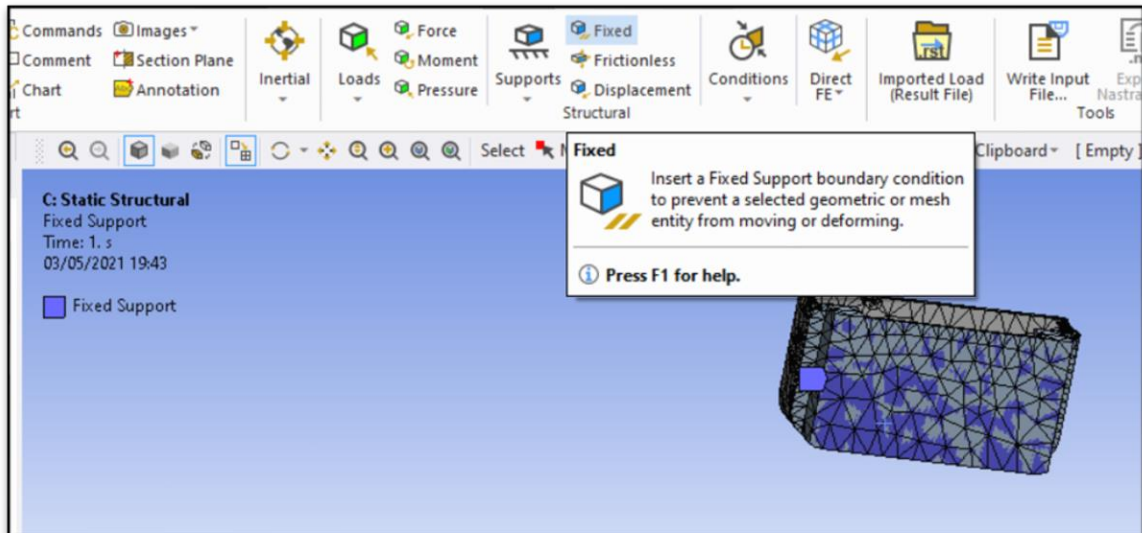 Commands
Images
Force
Fixed
Comment
Section Plane
Moment
Frictionless
Chart
Annotation
Inertial
Loads
Pressure
Supports
Displacement
Conditions
Direct
FE
Imported Load
(Result File)
Write Input
File...
Structural
Tools
Select
Clipboard
[ Empty ]
Fixed
Insert a Fixed Support boundary condition
to prevent a selected geometric or mesh
entity from moving or deforming.
Press F1 for help.
C: Static Structural
Fixed Support
Time: 1. s
03/05/2021 19:43
Fixed Support